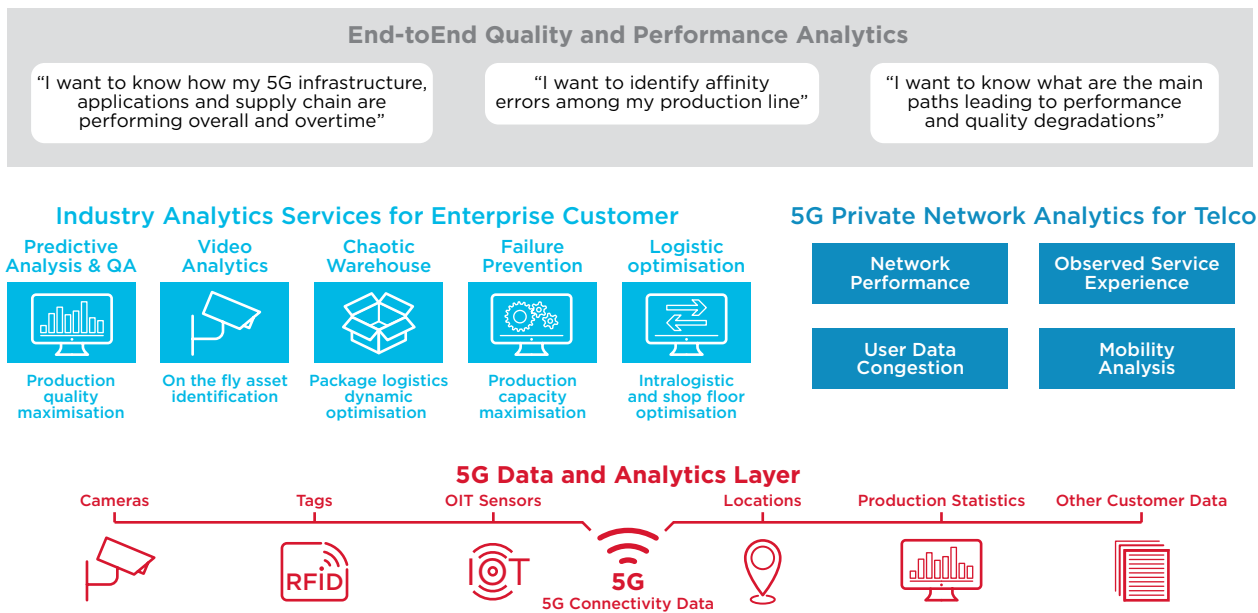 End-toEnd Quality and Performance Analytics
“I want to know how my 5G infrastructure,
applications and supply chain are
performing overall and overtime”
“I want to identify affinity
errors among my production line”
“I want to know what are the main
paths leading to performance
and quality degradations”
Industry Analytics Services for Enterprise Customer
Predictive
Analysis & QA
Production
quality
maximisation
Video
Analytics
On the fly asset
identification
Chaotic
Warehouse
Package logistics
dynamic
optimisation
Failure
Prevention
Production
capacity
maximisation
Logistic
optimisation
Intralogistic
and shop floor
optimisation
5G Private Network Analytics for Telco
Network
Performance
Observed Service
Experience
User Data
Congestion
Mobility
Analysis
5G Data and Analytics Layer
Cameras
Tags
RFiD
OIT Sensors
IOT
5G
5G Connectivity Data
Locations
Production Statistics
Other Customer Data